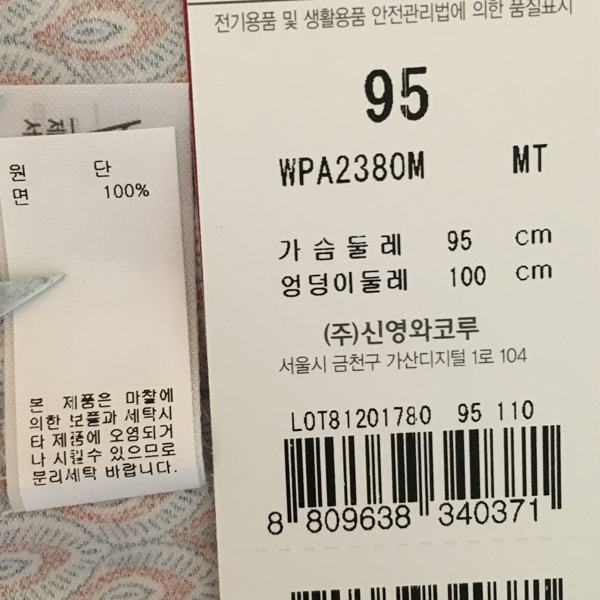 원 단
면 100%
본 제품은 마찰에
의한 보풀과 세탁시
타 제품에 오염되거
나 시킬수 있으므로
분리세탁 바랍니다.
전기용품 및 생활용품 안전관리법에 의한 품질표시
95
WPA2380M MT
가슴둘레 95 cm
엉덩이둘레 100 cm
(주)신영와코루
서울시 금천구 가산디지털 1로 104
LOT81201780 95 110
8 809638 340371